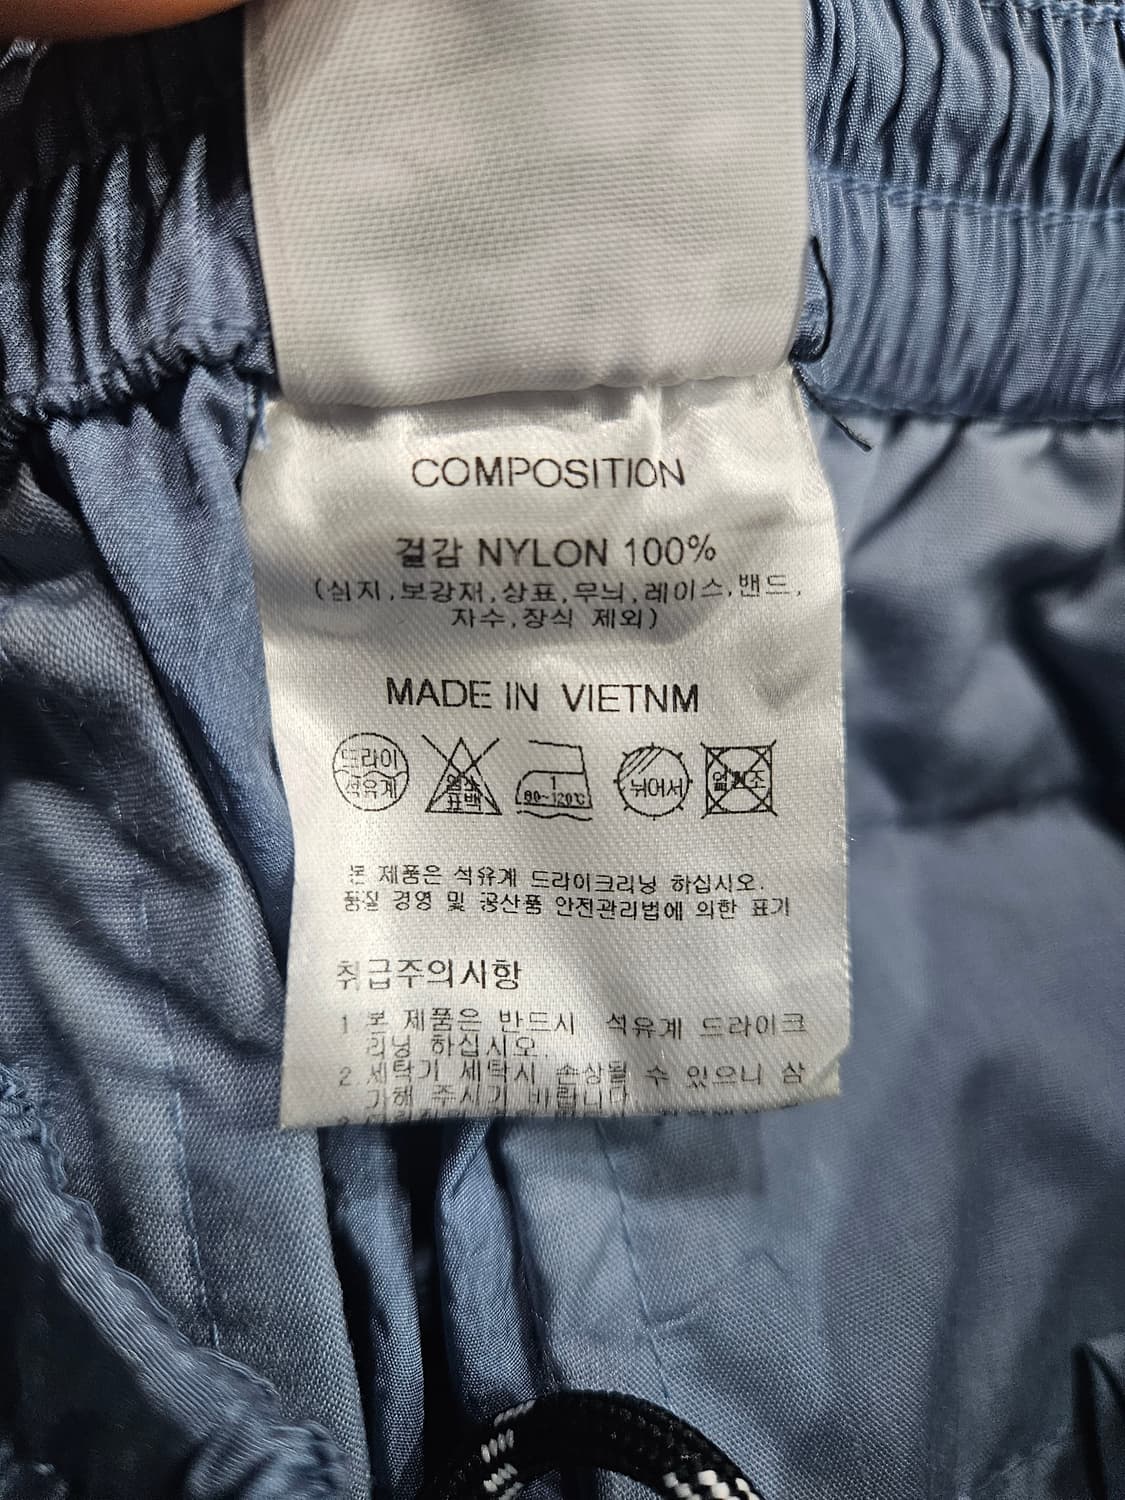 COMPOSITION
겉감 NYLON 100%
(심지,보강재,상표,무늬,레이스,밴드,
자수,장식 제외)
MADE IN VIETNM
드라이
석유계
염소
표백
1
80~120℃
뉘어서
본 제품은 석유계 드라이크리닝 하십시오.
품질 경영 및 공산품 안전관리법에 의한 표기
취급주의사항
1 본 제품은 반드시 석유계 드라이크
리닝 하십시오.
2.세탁기 세탁시 손상될 수 있으니 삼
가해 주시기 바랍니다